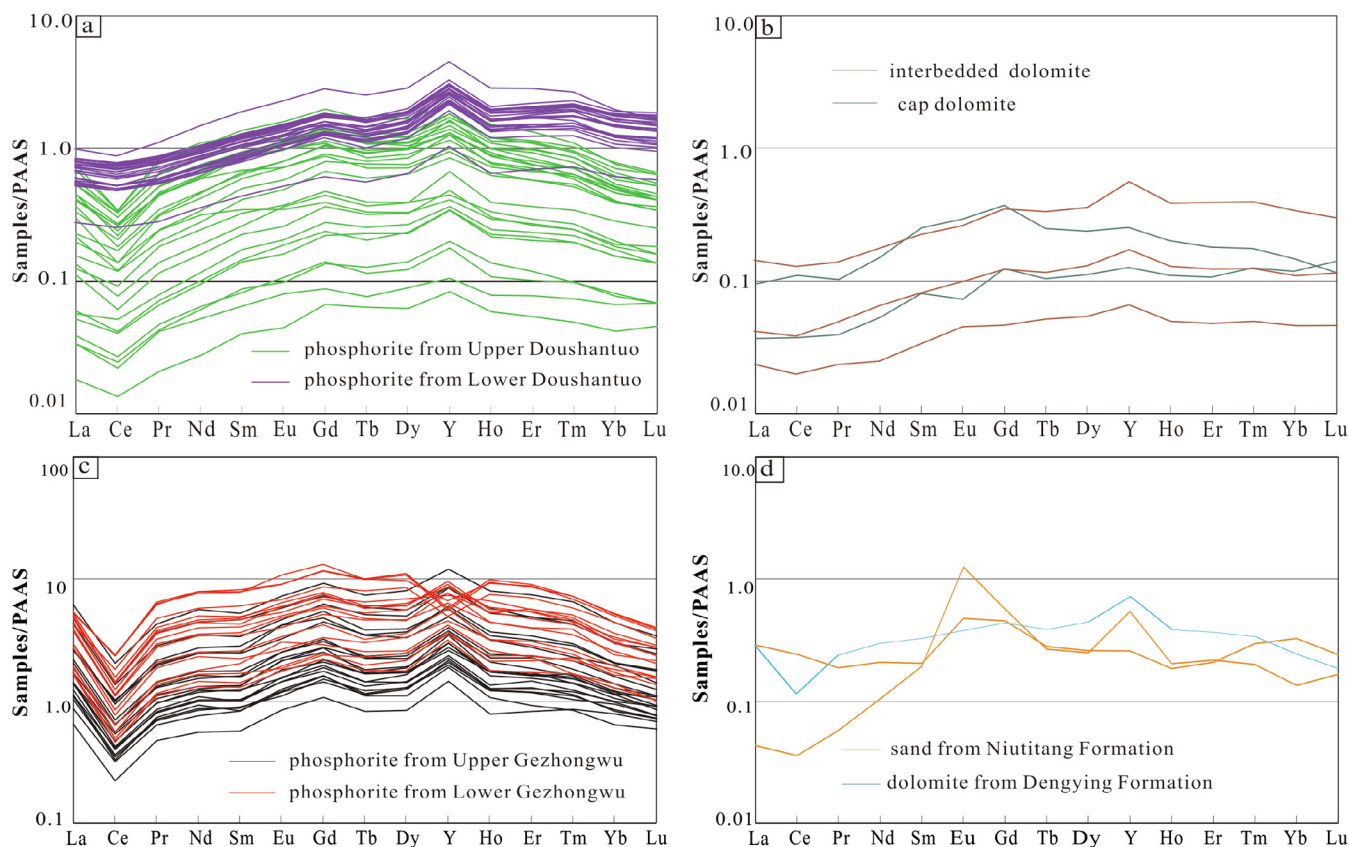 a
10.0
1.0
0.1
0.01
Samples/PAAS
phosphorite from Upper Doushantuo
phosphorite from Lower Doushantuo
La Ce Pr Nd Sm Eu Gd Tb Dy Y Ho Er Tm Yb Lu
b
10.0
1.0
0.1
0.01
Samples/PAAS
interbedded dolomite
cap dolomite
La Ce Pr Nd Sm Eu Gd Tb Dy Y Ho Er Tm Yb Lu
c
100
10
1.0
0.1
Samples/PAAS
phosphorite from Upper Gezhongwu
phosphorite from Lower Gezhongwu
La Ce Pr Nd Sm Eu Gd Tb Dy Y Ho Er Tm Yb Lu
d
10.0
1.0
0.1
0.01
Samples/PAAS
sand from Niutitang Formation
dolomite from Dengying Formation
La Ce Pr Nd Sm Eu Gd Tb Dy Y Ho Er Tm Yb Lu